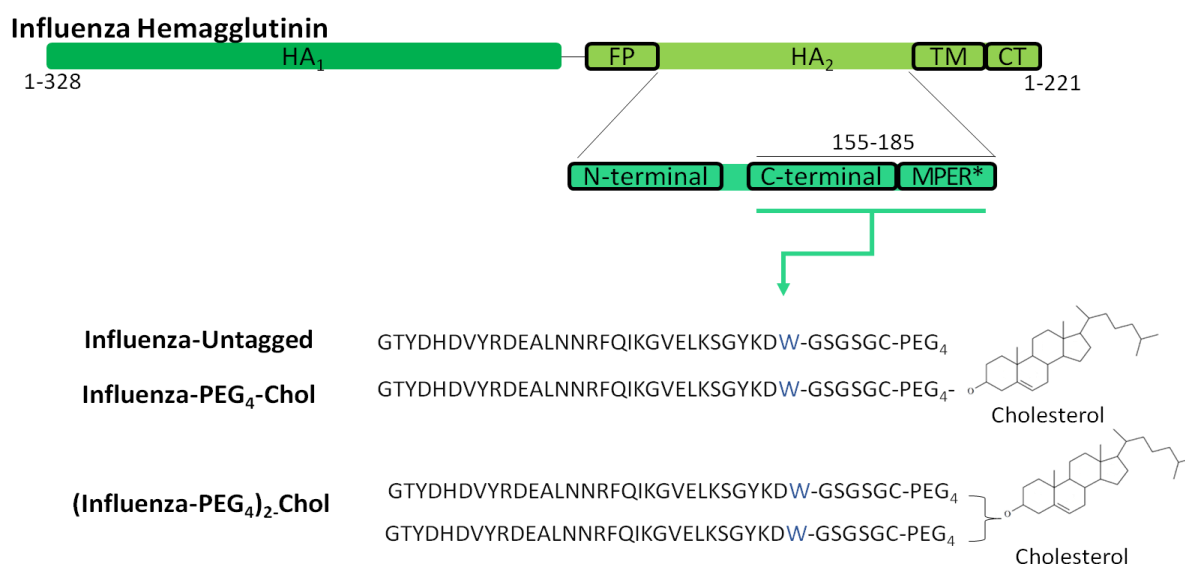 Influenza Hemagglutinin
HA₁ FP HA₂ TM CT
1-328 1-221
155-185
N-terminal C-terminal MPER*
Influenza-Untagged GTYDHDVYRDEALNNRFQIKGVELKSGYKDW-GSGSGC-PEG₄
Influenza-PEG₄-Chol GTYDHDVYRDEALNNRFQIKGVELKSGYKDW-GSGSGC-PEG₄- o
Cholesterol
(Influenza-PEG₄)₂-Chol GTYDHDVYRDEALNNRFQIKGVELKSGYKDW-GSGSGC-PEG₄ o
GTYDHDVYRDEALNNRFQIKGVELKSGYKDW-GSGSGC-PEG₄
Cholesterol